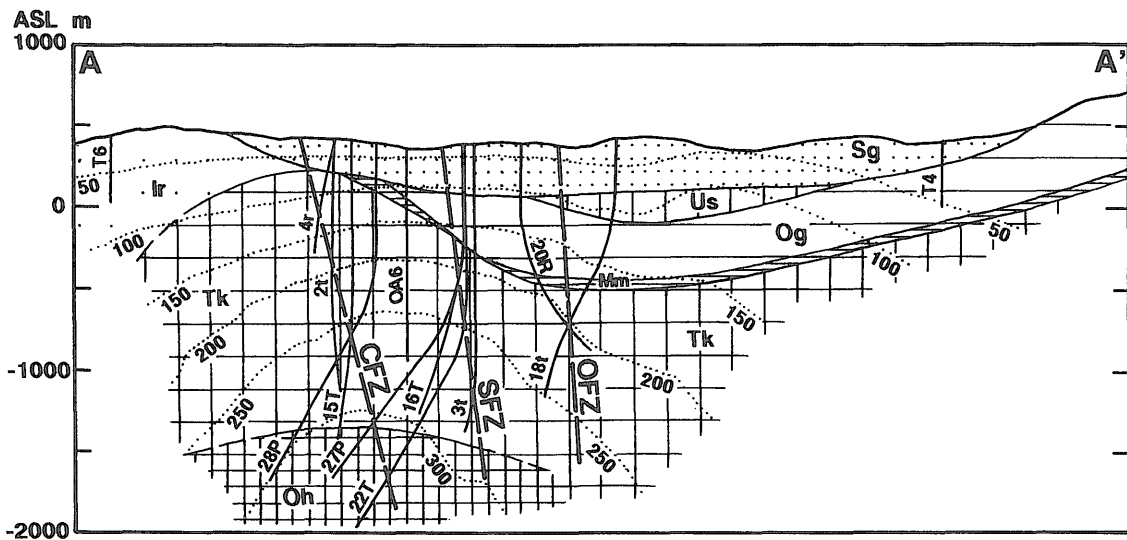 ASL m
1000
A
A'
T6
Sg
50
Ir
T4
Us
0
4r
Og
100
20R
50
Mm
100
2t
OA6
150
Tk
150
200
Tk
-1000
CFZ
16T
SFZ
18t
OFZ
200
250
15T
3t
28P
27P
300
250
Oh
22T
-2000